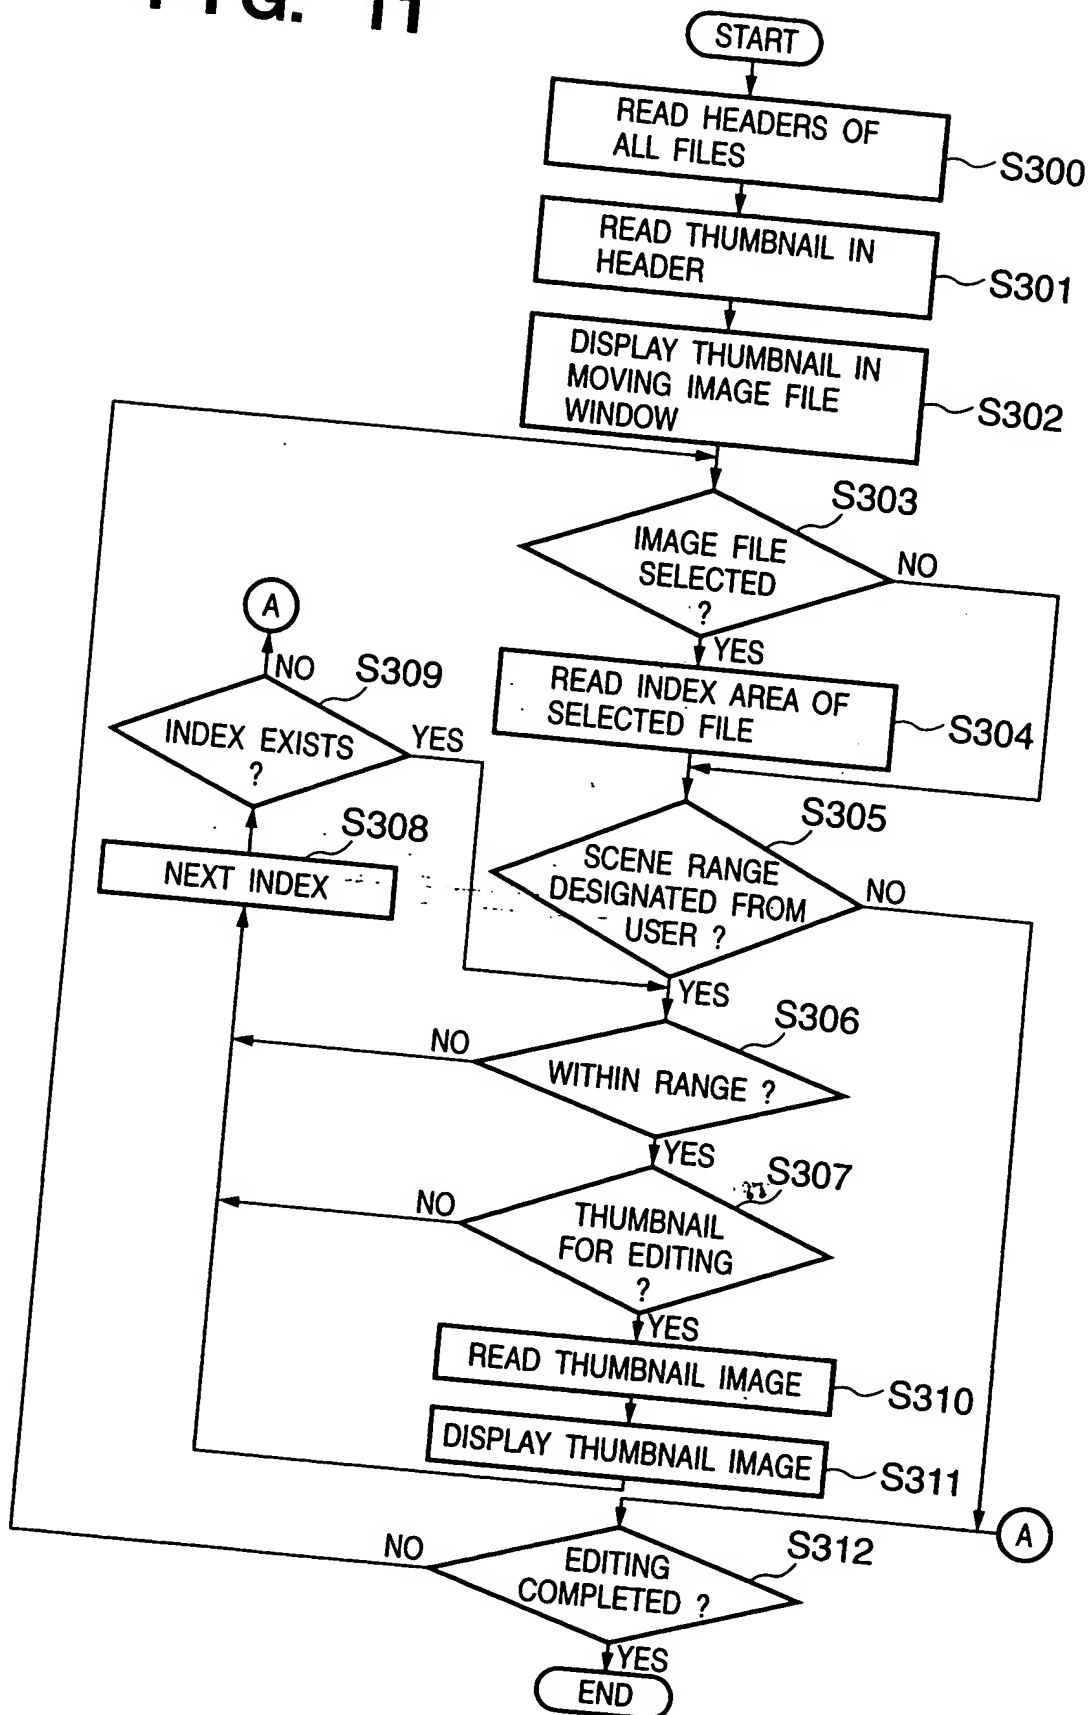 FIG. 11
START
READ HEADERS OF
ALL FILES
S300
READ THUMBNAIL IN
HEADER
S301
DISPLAY THUMBNAIL IN
MOVING IMAGE FILE
WINDOW
S302
S303
IMAGE FILE
SELECTED
?
NO
YES
READ INDEX AREA OF
SELECTED FILE
S304
A
NO
S309
INDEX EXISTS
?
YES
S308
NEXT INDEX
S305
SCENE RANGE
DESIGNATED FROM
USER ?
NO
YES
S306
WITHIN RANGE ?
NO
YES
S307
THUMBNAIL
FOR EDITING
?
NO
YES
READ THUMBNAIL IMAGE
S310
DISPLAY THUMBNAIL IMAGE
S311
A
S312
EDITING
COMPLETED ?
NO
YES
END